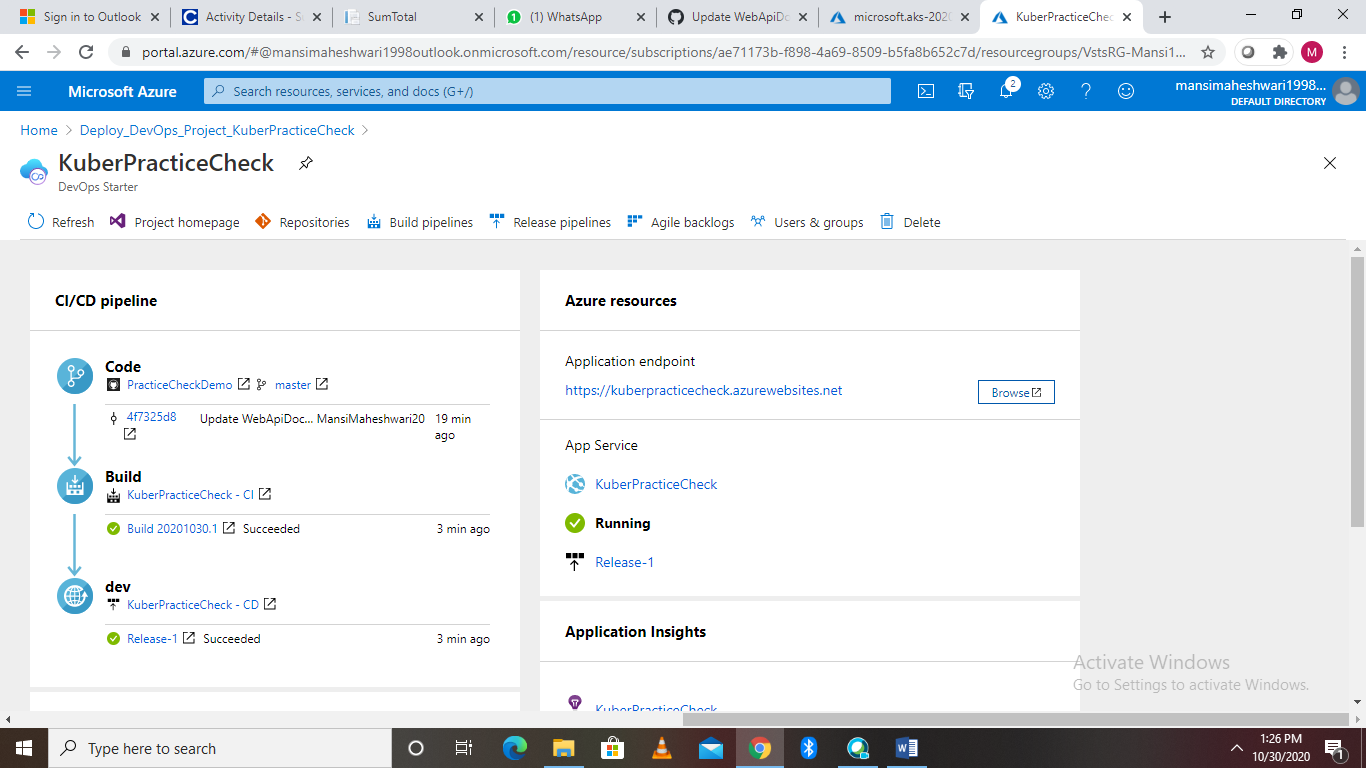 Sign in to Outlook
Activity Details - S
SumTotal
(1) WhatsApp
Update WebApiDo
microsoft.aks-202
KuberPracticeChec
portal.azure.com/#@mansimaheshwari1998outlook.onmicrosoft.com/resource/subscriptions/ae71173b-f898-4a69-8509-b5fa8b652c7d/resourcegroups/VstsRG-Mansi1...
M
Microsoft Azure
Search resources, services, and docs (G+/)
2
mansimaheshwari1998...
DEFAULT DIRECTORY
Home > Deploy_DevOps_Project_KuberPracticeCheck >
KuberPracticeCheck
DevOps Starter
Refresh
Project homepage
Repositories
Build pipelines
Release pipelines
Agile backlogs
Users & groups
Delete
CI/CD pipeline
Code
PracticeCheckDemo
master
4f7325d8
Update WebApiDoc... MansiMaheshwari20
19 min
ago
Build
KuberPracticeCheck - CI
Build 20201030.1
Succeeded
3 min ago
dev
KuberPracticeCheck - CD
Release-1
Succeeded
3 min ago
Azure resources
Application endpoint
https://kuberpracticecheck.azurewebsites.net
Browse
App Service
KuberPracticeCheck
Running
Release-1
Application Insights
KuberPracticeCheck
Activate Windows
Go to Settings to activate Windows.
Type here to search
1:26 PM
10/30/2020
1